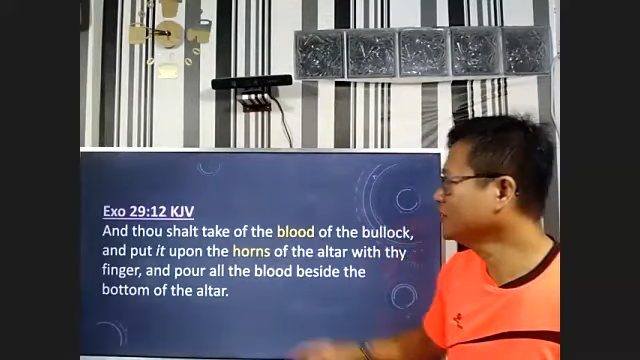 Exo 29:12 KJV
And thou shalt take of the blood of the bullock,
and put it upon the horns of the altar with thy
finger, and pour all the blood beside the
bottom of the altar.